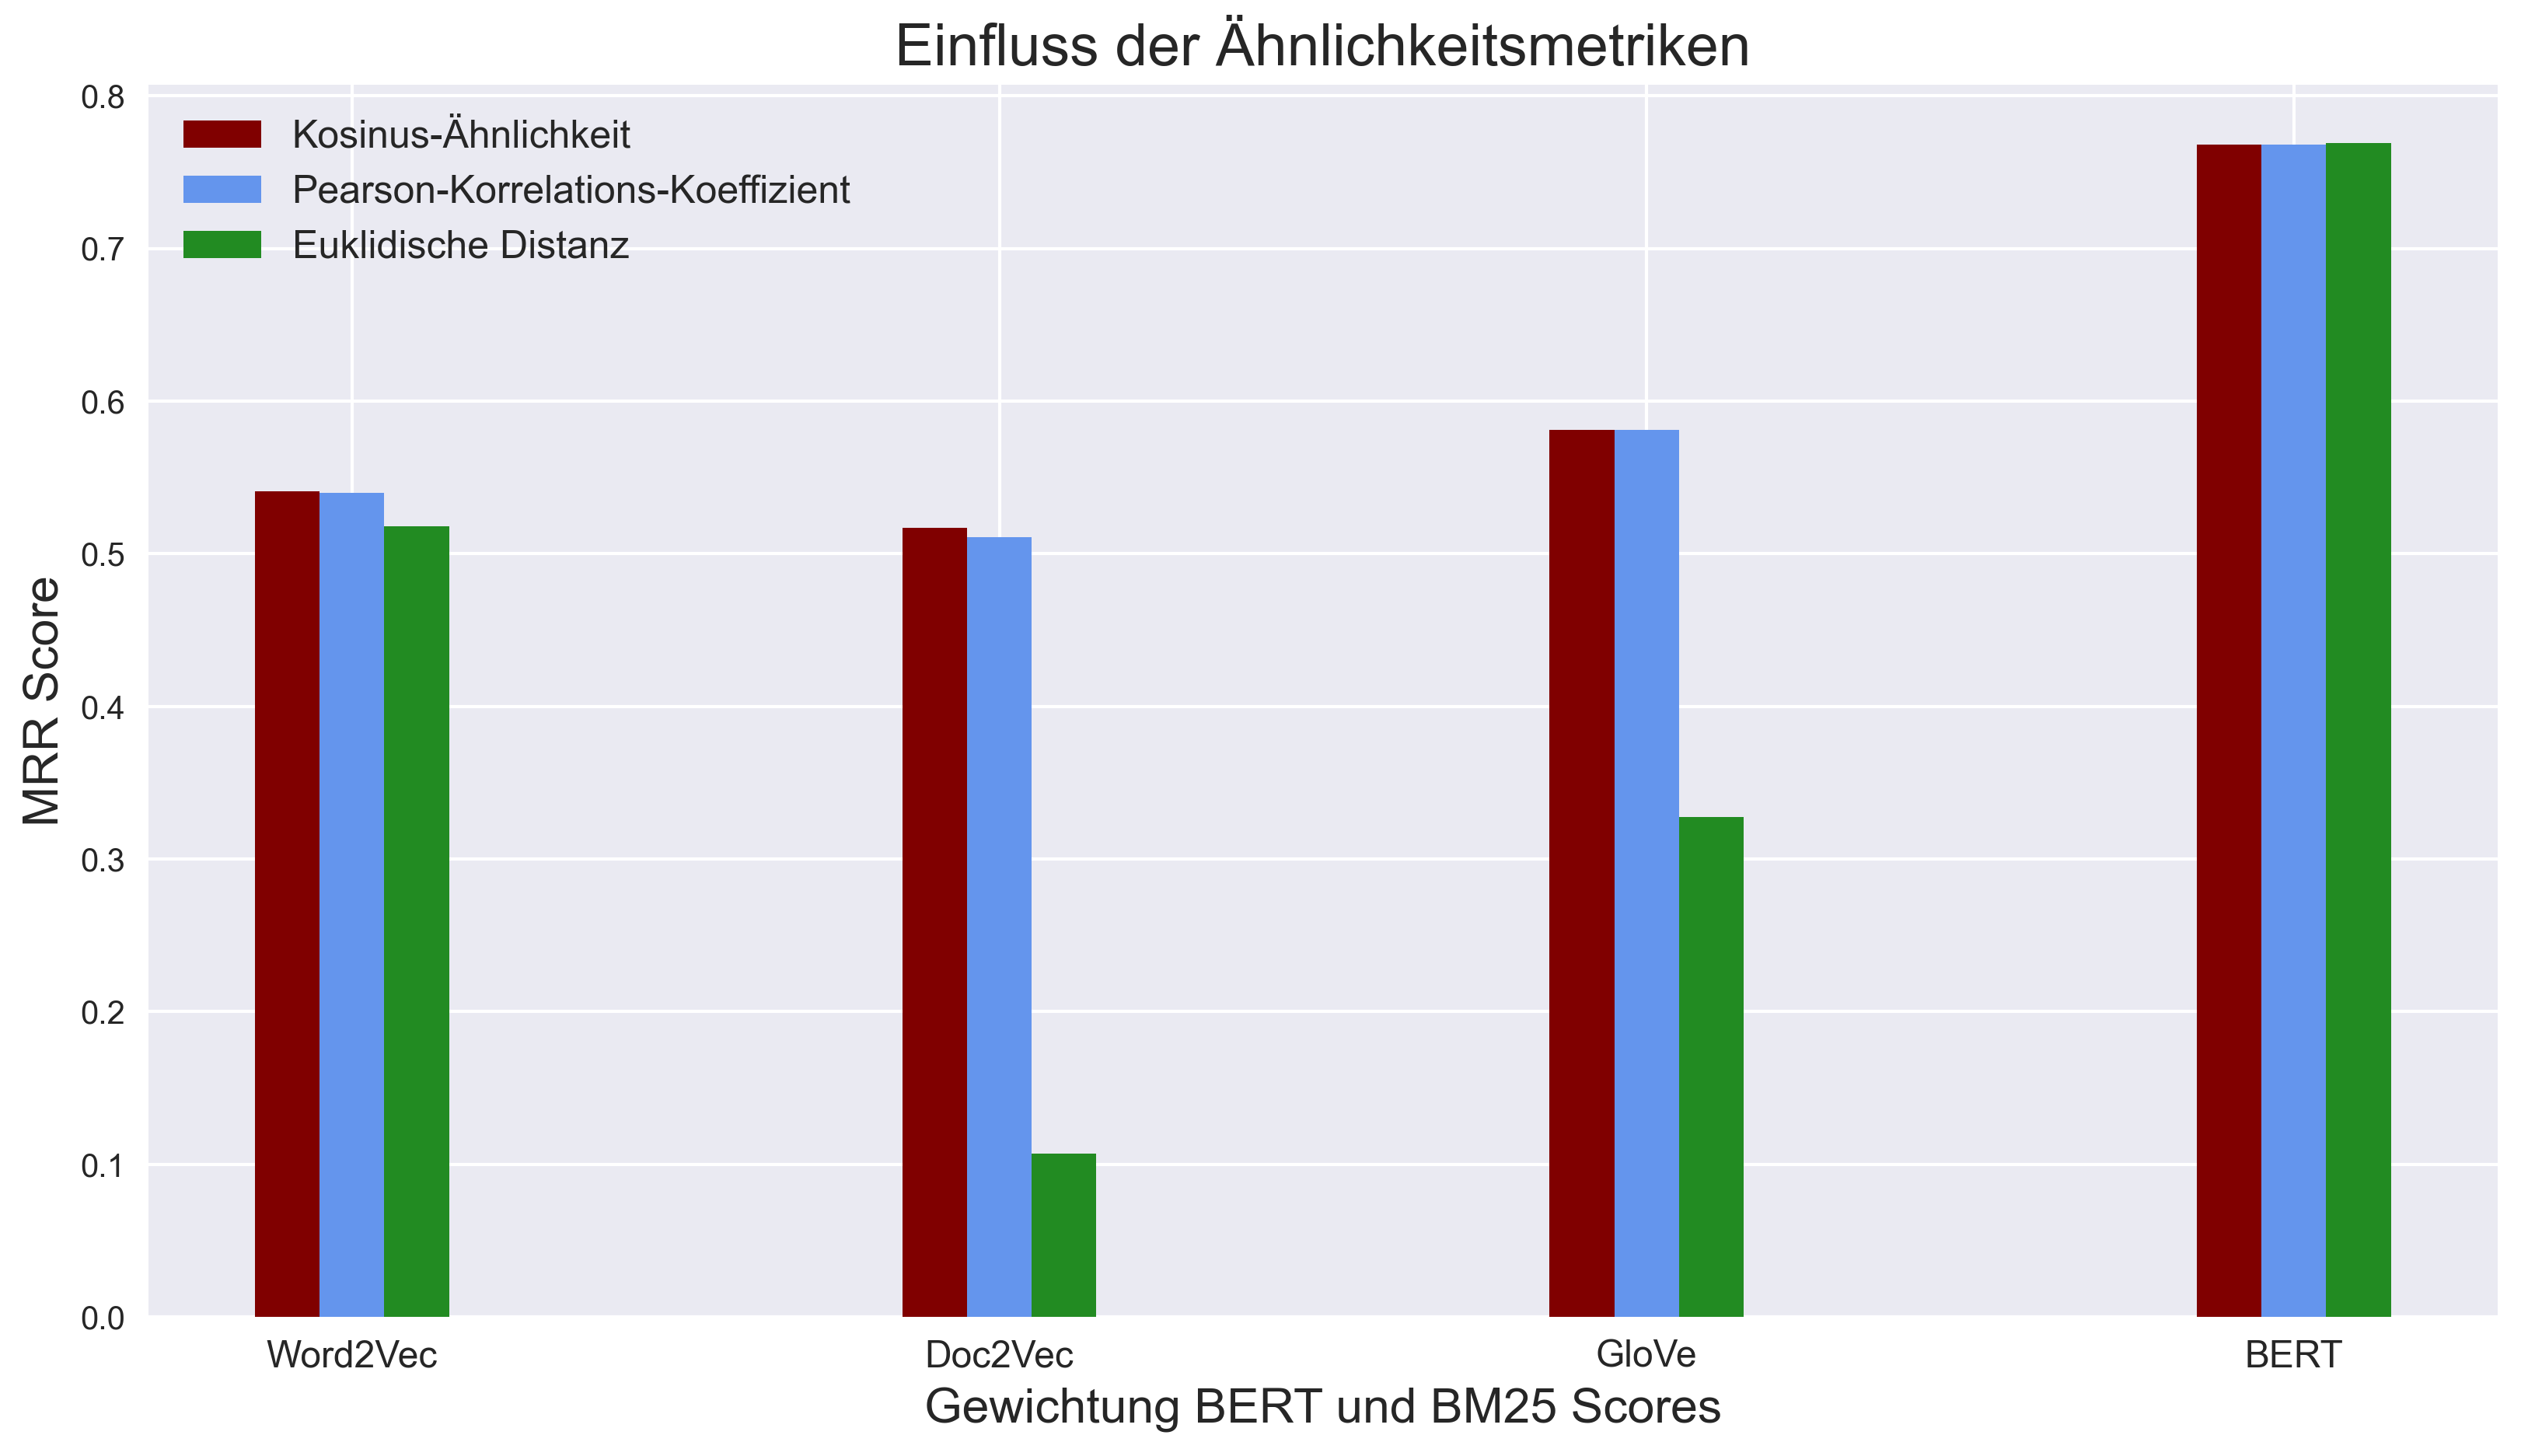 Einfluss der Ähnlichkeitsmetriken
Kosinus-Ähnlichkeit
Pearson-Korrelations-Koeffizient
Euklidische Distanz
MRR Score
0.8
0.7
0.6
0.5
0.4
0.3
0.2
0.1
0.0
Word2Vec Doc2Vec GloVe BERT
Gewichtung BERT und BM25 Scores